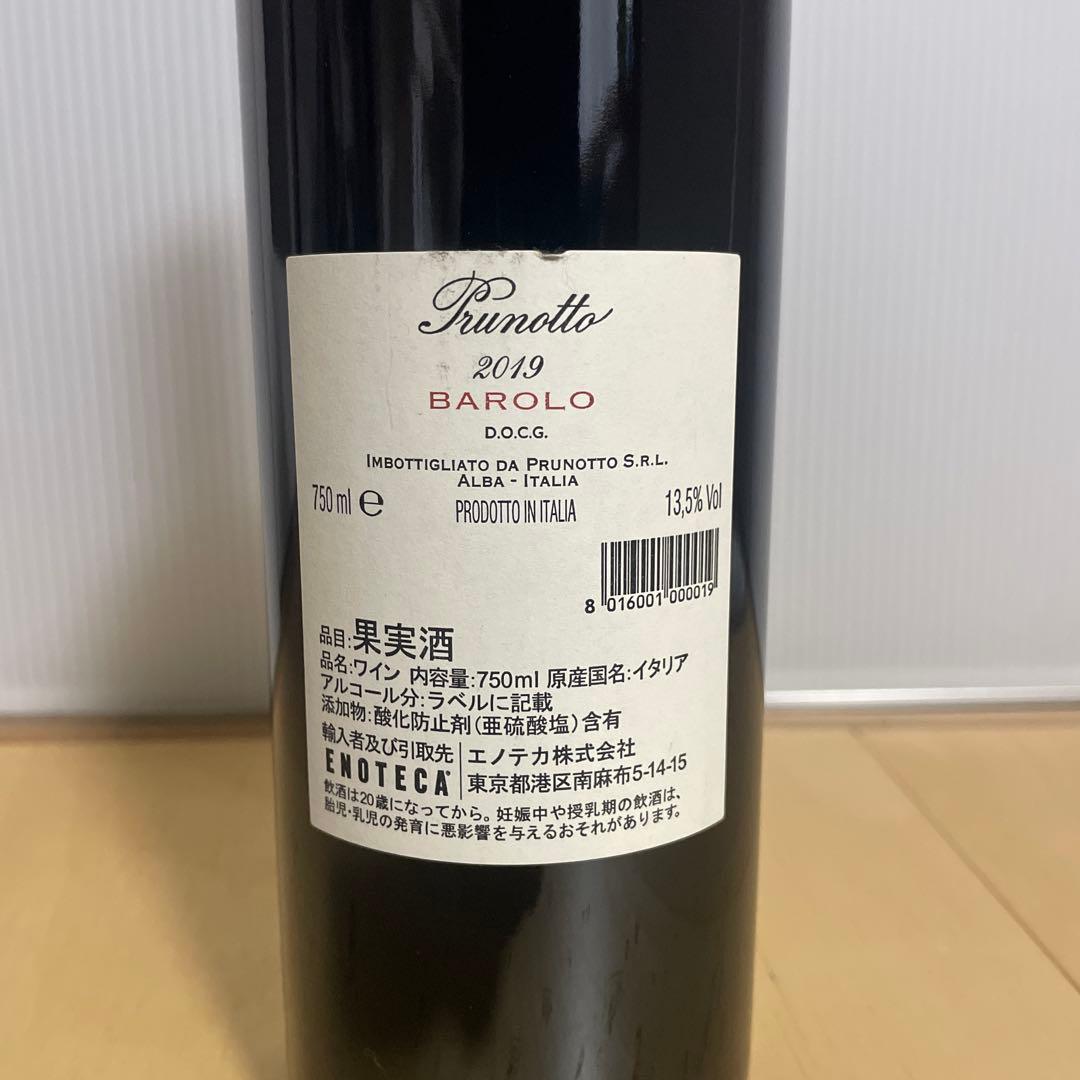 Prunotto
2019
BAROLO
D.O.C.G.
IMBOTTIGLIATO DA PRUNOTTO S.R.L.
ALBA - ITALIA
750 ml ℮ PRODOTTO IN ITALIA 13,5% Vol
8 016001 000019
品目:果実酒
品名:ワイン 内容量:750ml 原産国名:イタリア
アルコール分:ラベルに記載
添加物:酸化防止剤(亜硫酸塩)含有
輸入者及び引取先 エノテカ株式会社
ENOTECA 東京都港区南麻布5-14-15
飲酒は20歳になってから。妊娠中や授乳期の飲酒は、
胎児・乳児の発育に悪影響を与えるおそれがあります。